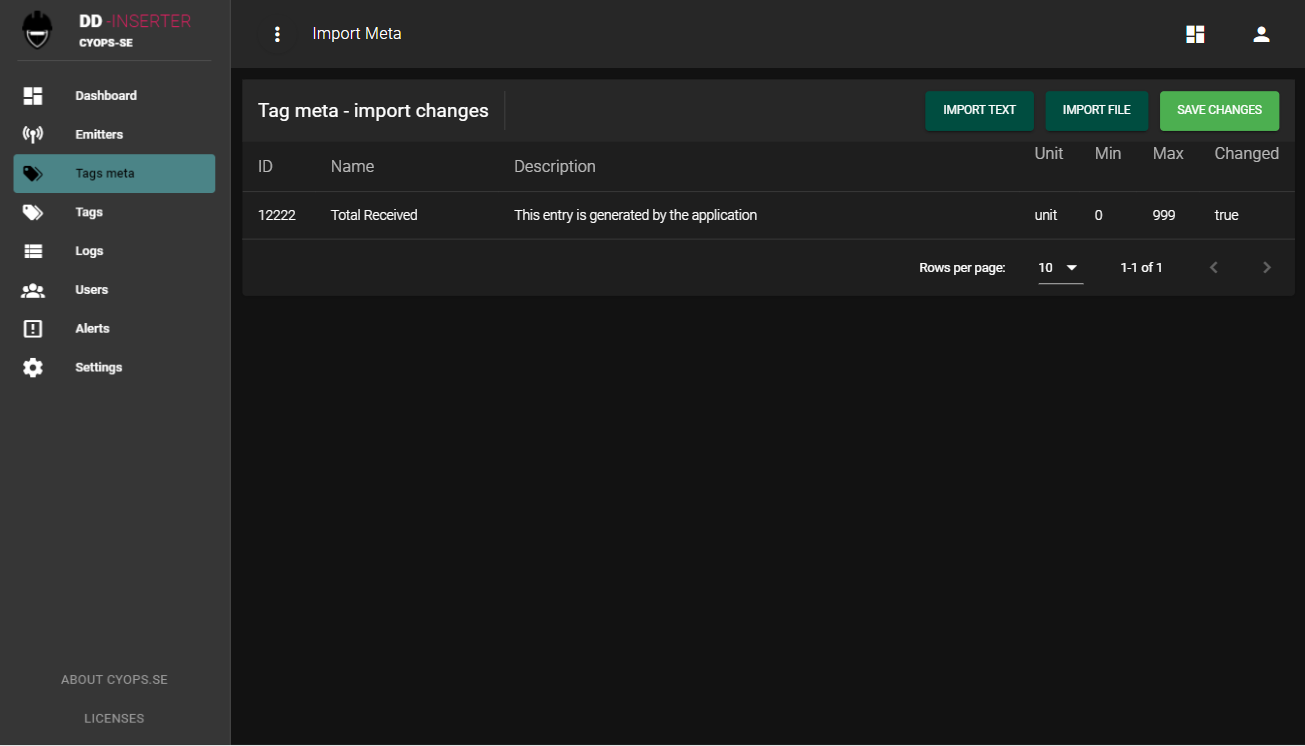 DD -INSERTER
CYOPS-SE
Dashboard
Emitters
Tags meta
Tags
Logs
Users
Alerts
Settings
ABOUT CYOPS.SE
LICENSES
Import Meta
Tag meta - import changes
IMPORT TEXT
IMPORT FILE
SAVE CHANGES
ID Name Description Unit Min Max Changed
12222 Total Received This entry is generated by the application unit 0 999 true
Rows per page: 10 1-1 of 1